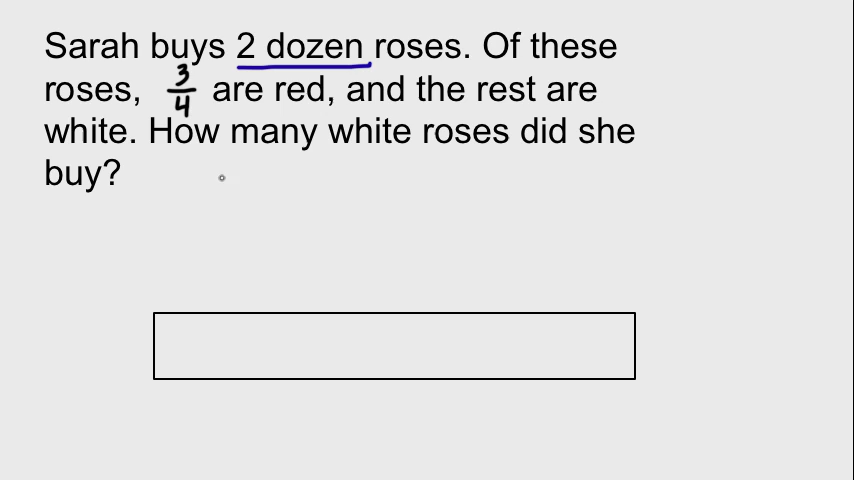 Sarah buys 2 dozen roses. Of these
roses, 3/4 are red, and the rest are
white. How many white roses did she
buy?